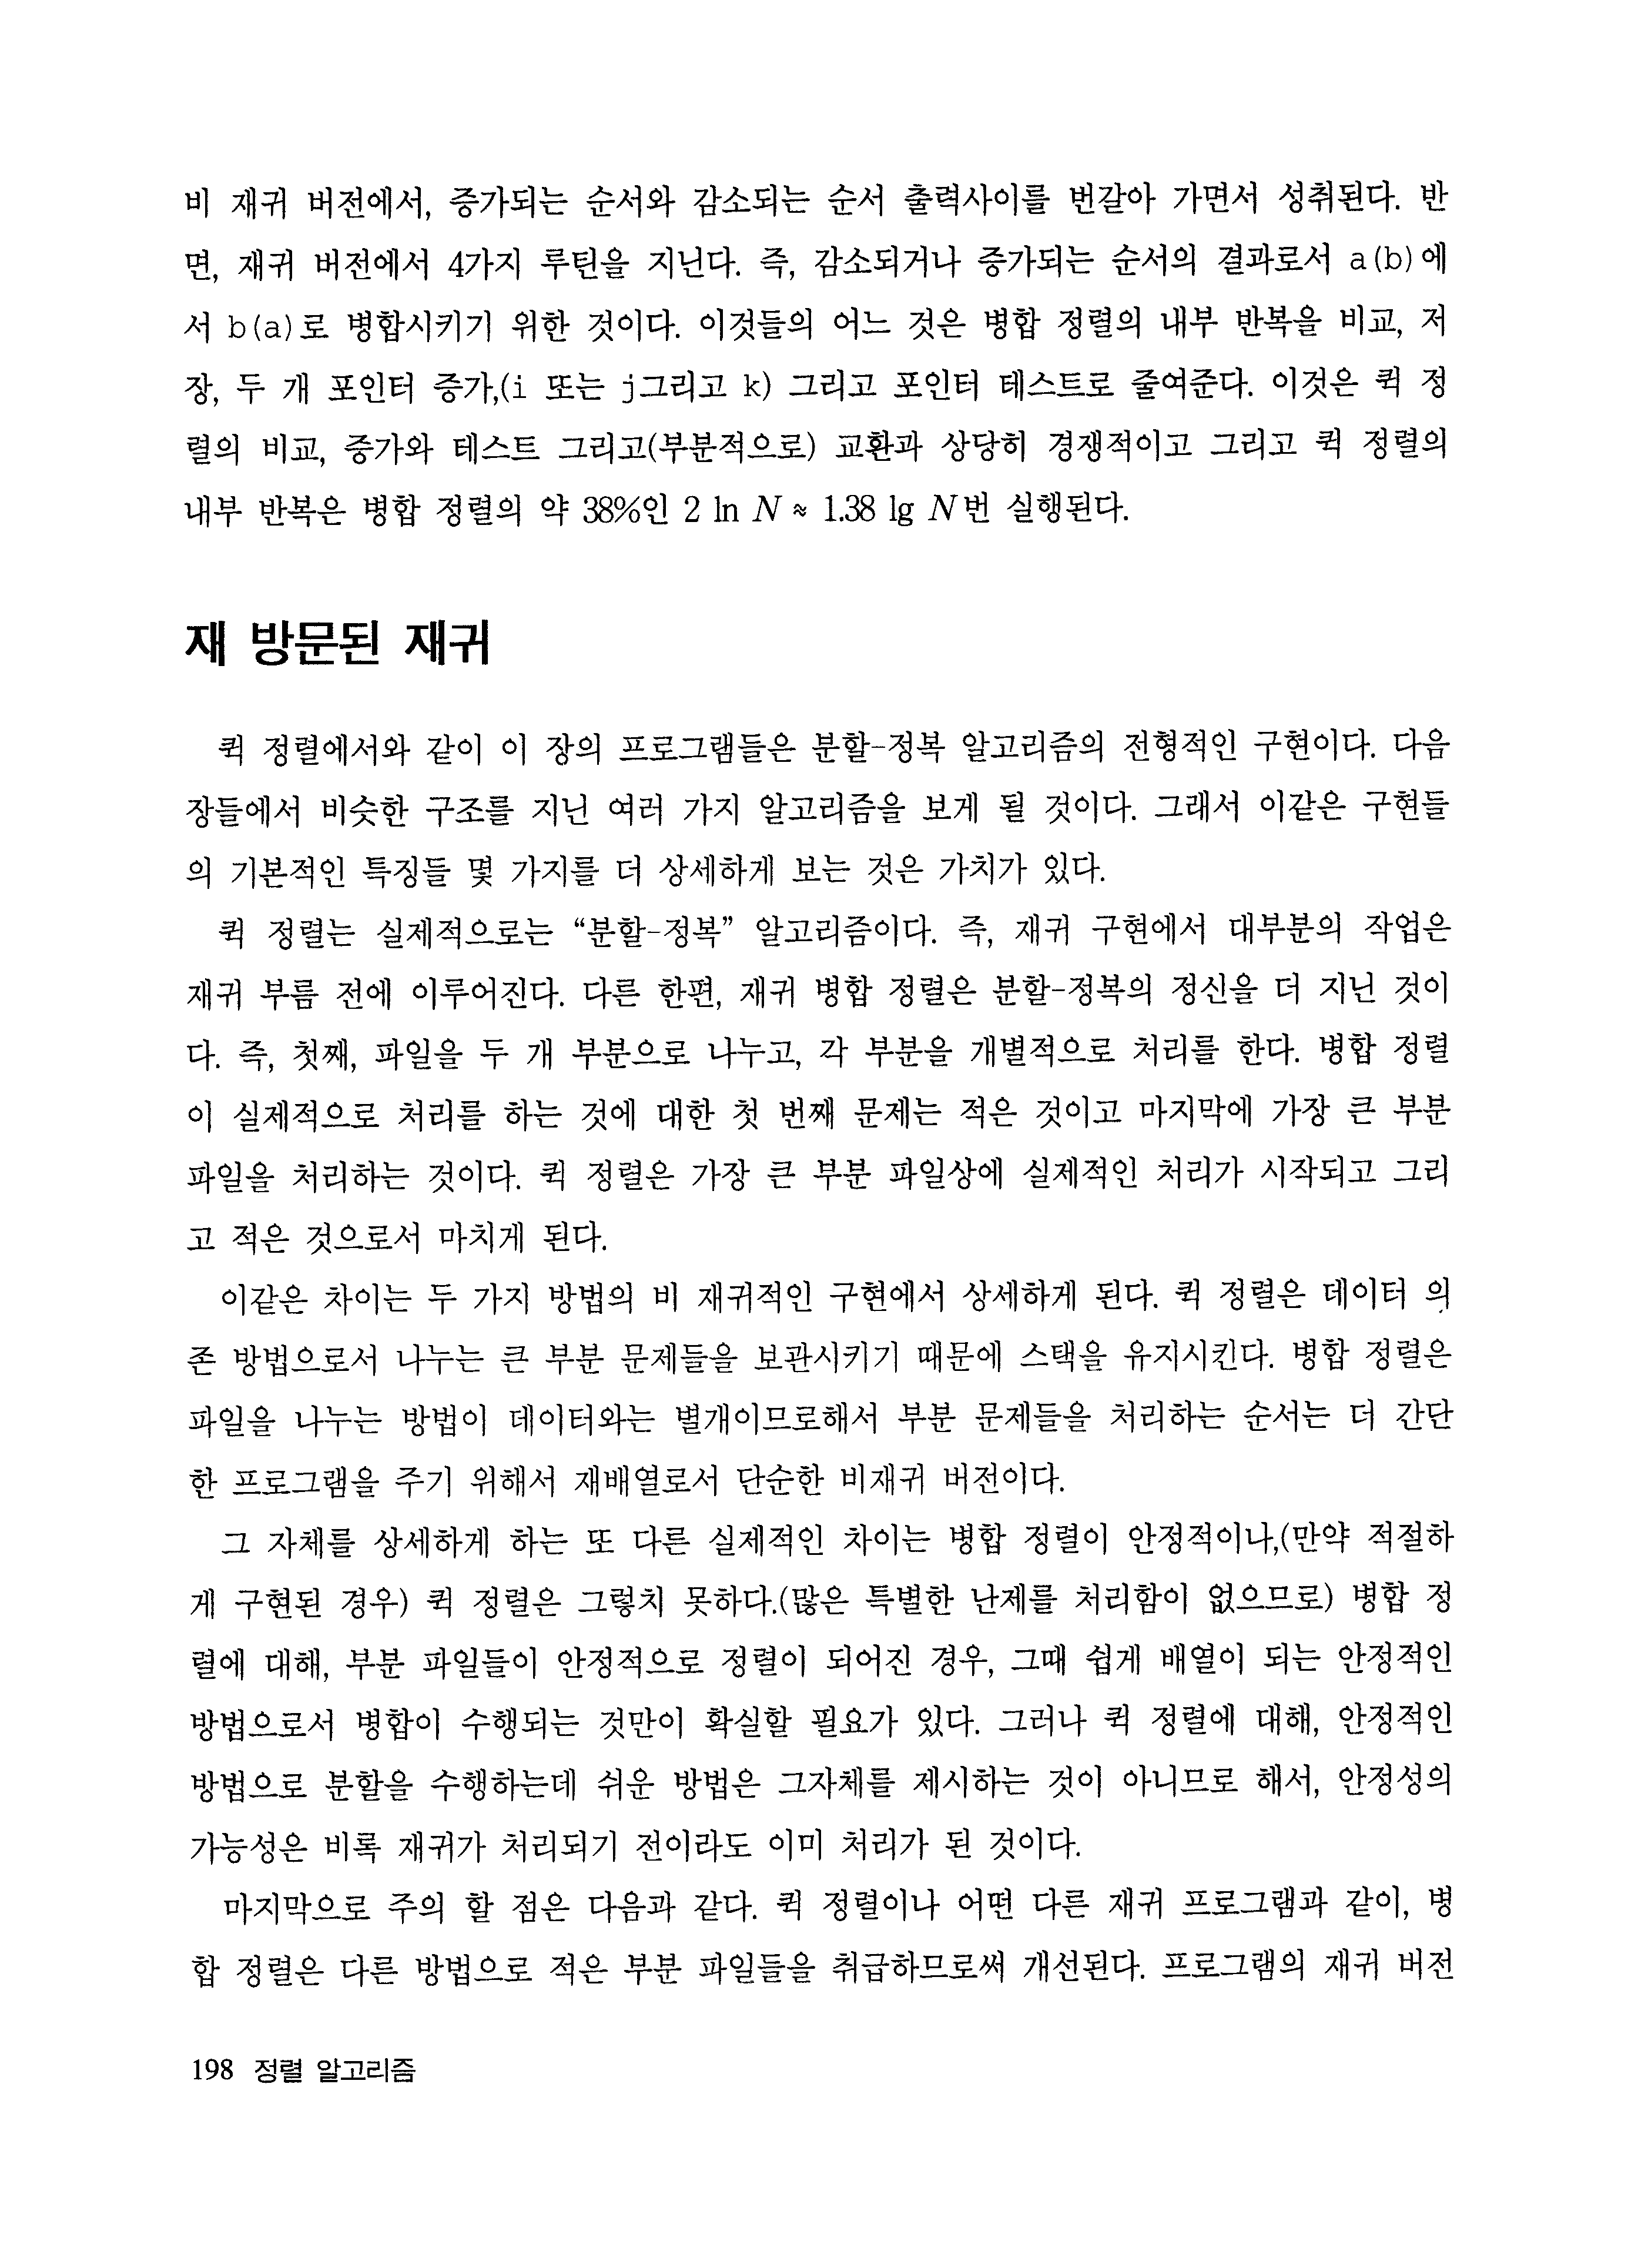 비 재귀 버전에서, 증가되는 순서와 감소되는 순서 출력사이를 번갈아 가면서 성취된다. 반
면, 재귀 버전에서 4가지 루틴을 지닌다. 즉, 감소되거나 증가되는 순서의 결과로서 a(b)에
서 b(a)로 병합시키기 위한 것이다. 이것들의 어느 것은 병합 정렬의 내부 반복을 비교, 저
장, 두 개 포인터 증가,(i 또는 j그리고 k) 그리고 포인터 테스트로 줄여준다. 이것은 퀵 정
렬의 비교, 증가와 테스트 그리고(부분적으로) 교환과 상당히 경쟁적이고 그리고 퀵 정렬의
내부 반복은 병합 정렬의 약 38%인 2 ln N ≈ 1.38 lg N번 실행된다.
재 방문된 재귀
퀵 정렬에서와 같이 이 장의 프로그램들은 분할-정복 알고리즘의 전형적인 구현이다. 다음
장들에서 비슷한 구조를 지닌 여러 가지 알고리즘을 보게 될 것이다. 그래서 이같은 구현들
의 기본적인 특징들 몇 가지를 더 상세하게 보는 것은 가치가 있다.
퀵 정렬는 실제적으로는 “분할-정복” 알고리즘이다. 즉, 재귀 구현에서 대부분의 작업은
재귀 부름 전에 이루어진다. 다른 한편, 재귀 병합 정렬은 분할-정복의 정신을 더 지닌 것이
다. 즉, 첫째, 파일을 두 개 부분으로 나누고, 각 부분을 개별적으로 처리를 한다. 병합 정렬
이 실제적으로 처리를 하는 것에 대한 첫 번째 문제는 적은 것이고 마지막에 가장 큰 부분
파일을 처리하는 것이다. 퀵 정렬은 가장 큰 부분 파일상에 실제적인 처리가 시작되고 그리
고 적은 것으로서 마치게 된다.
이같은 차이는 두 가지 방법의 비 재귀적인 구현에서 상세하게 된다. 퀵 정렬은 데이터 의
존 방법으로서 나누는 큰 부분 문제들을 보관시키기 때문에 스택을 유지시킨다. 병합 정렬은
파일을 나누는 방법이 데이터와는 별개이므로해서 부분 문제들을 처리하는 순서는 더 간단
한 프로그램을 주기 위해서 재배열로서 단순한 비재귀 버전이다.
그 자체를 상세하게 하는 또 다른 실제적인 차이는 병합 정렬이 안정적이나,(만약 적절하
게 구현된 경우) 퀵 정렬은 그렇치 못하다.(많은 특별한 난제를 처리함이 없으므로) 병합 정
렬에 대해, 부분 파일들이 안정적으로 정렬이 되어진 경우, 그때 쉽게 배열이 되는 안정적인
방법으로서 병합이 수행되는 것만이 확실할 필요가 있다. 그러나 퀵 정렬에 대해, 안정적인
방법으로 분할을 수행하는데 쉬운 방법은 그자체를 제시하는 것이 아니므로 해서, 안정성의
가능성은 비록 재귀가 처리되기 전이라도 이미 처리가 된 것이다.
마지막으로 주의 할 점은 다음과 같다. 퀵 정렬이나 어떤 다른 재귀 프로그램과 같이, 병
합 정렬은 다른 방법으로 적은 부분 파일들을 취급하므로써 개선된다. 프로그램의 재귀 버전
198 정렬 알고리즘